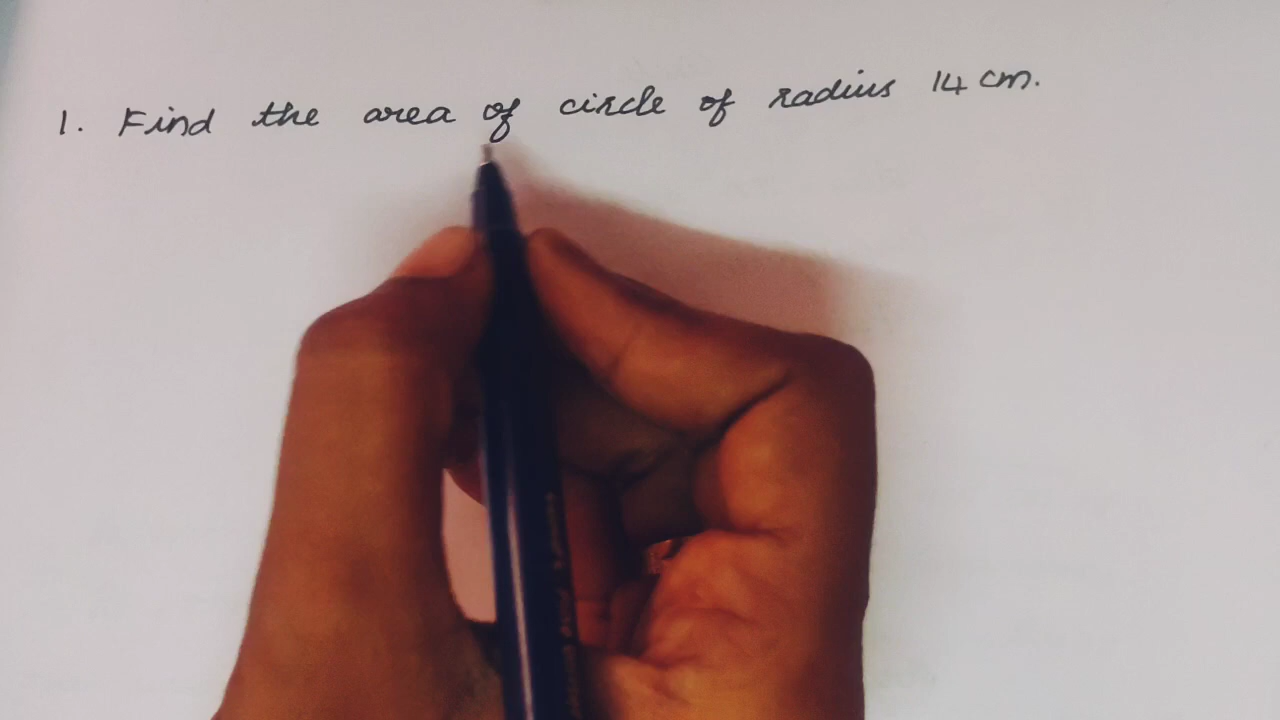 1. Find the area of circle of radius 14 cm.